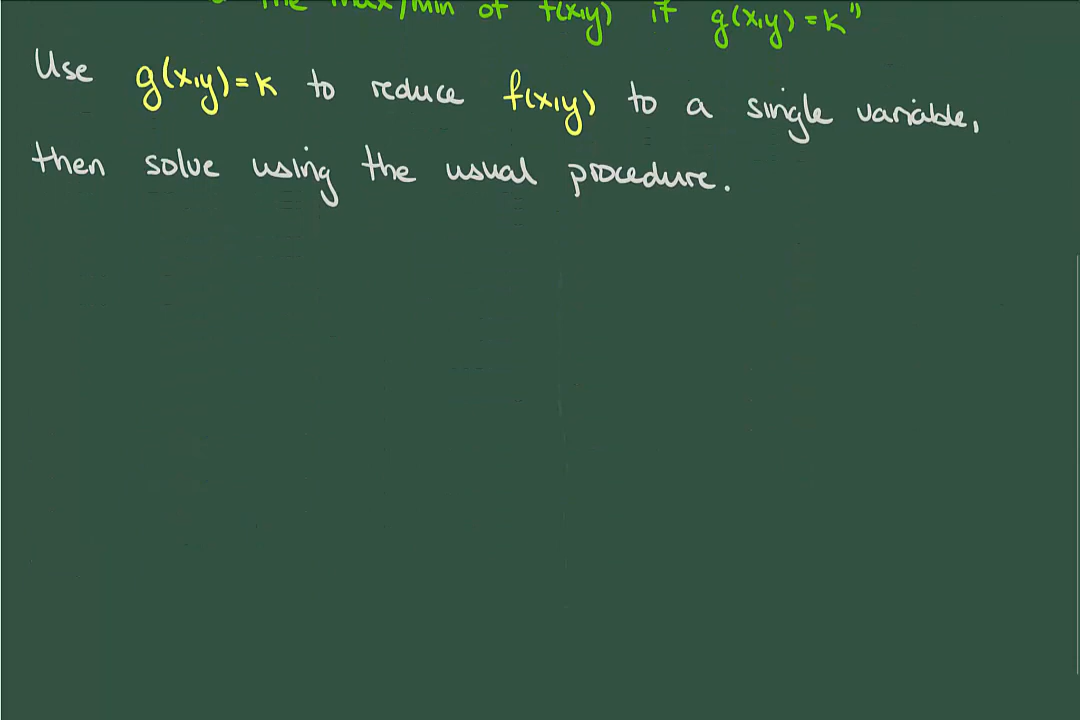 the max/min of f(x,y) if g(x,y) = k"
Use g(x,y) = k to reduce f(x,y) to a single variable,
then solve using the usual procedure.